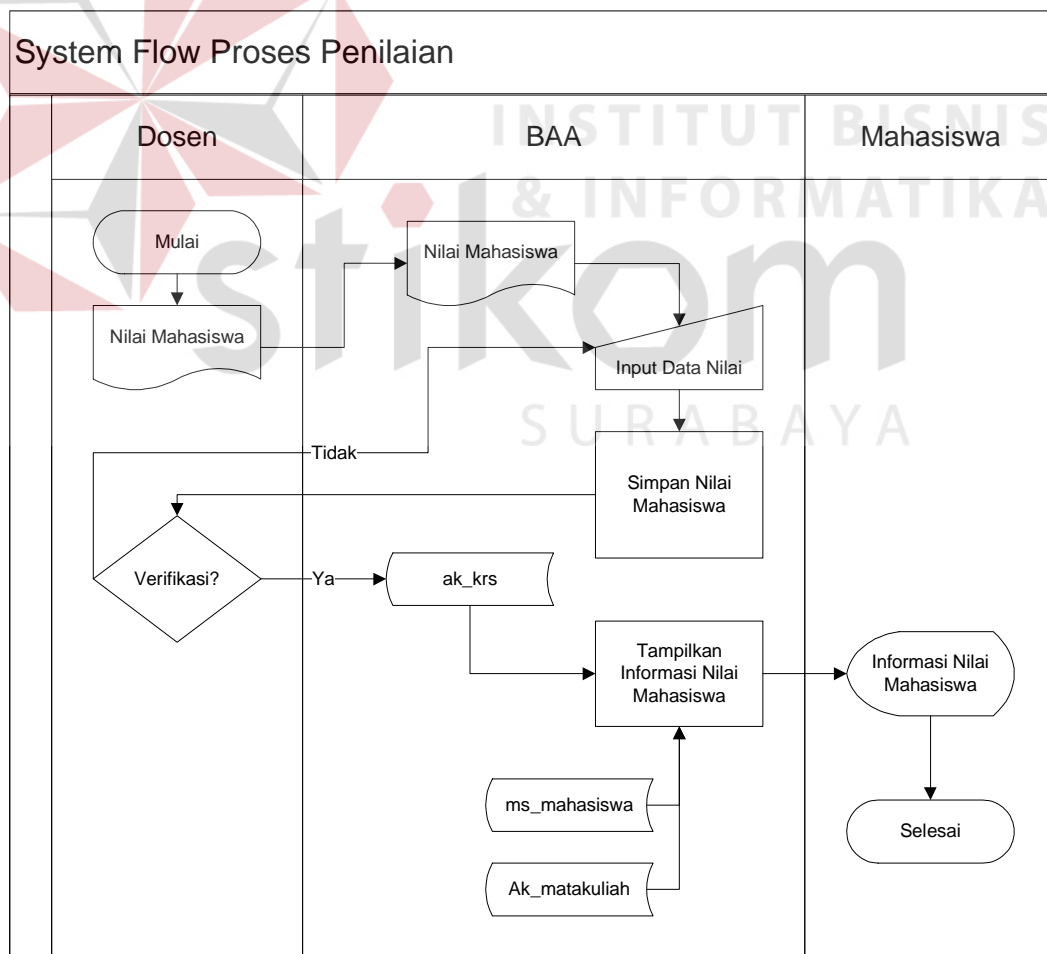 System Flow Proses Penilaian
Dosen
BAA
Mahasiswa
INSTITUT BISNIS
& INFORMATIKA
stikom
SURABAYA
Mulai
Nilai Mahasiswa
Nilai Mahasiswa
Input Data Nilai
Simpan Nilai
Mahasiswa
Tidak
Verifikasi?
Ya
ak_krs
Tampilkan
Informasi Nilai
Mahasiswa
Informasi Nilai
Mahasiswa
ms_mahasiswa
Ak_matakuliah
Selesai